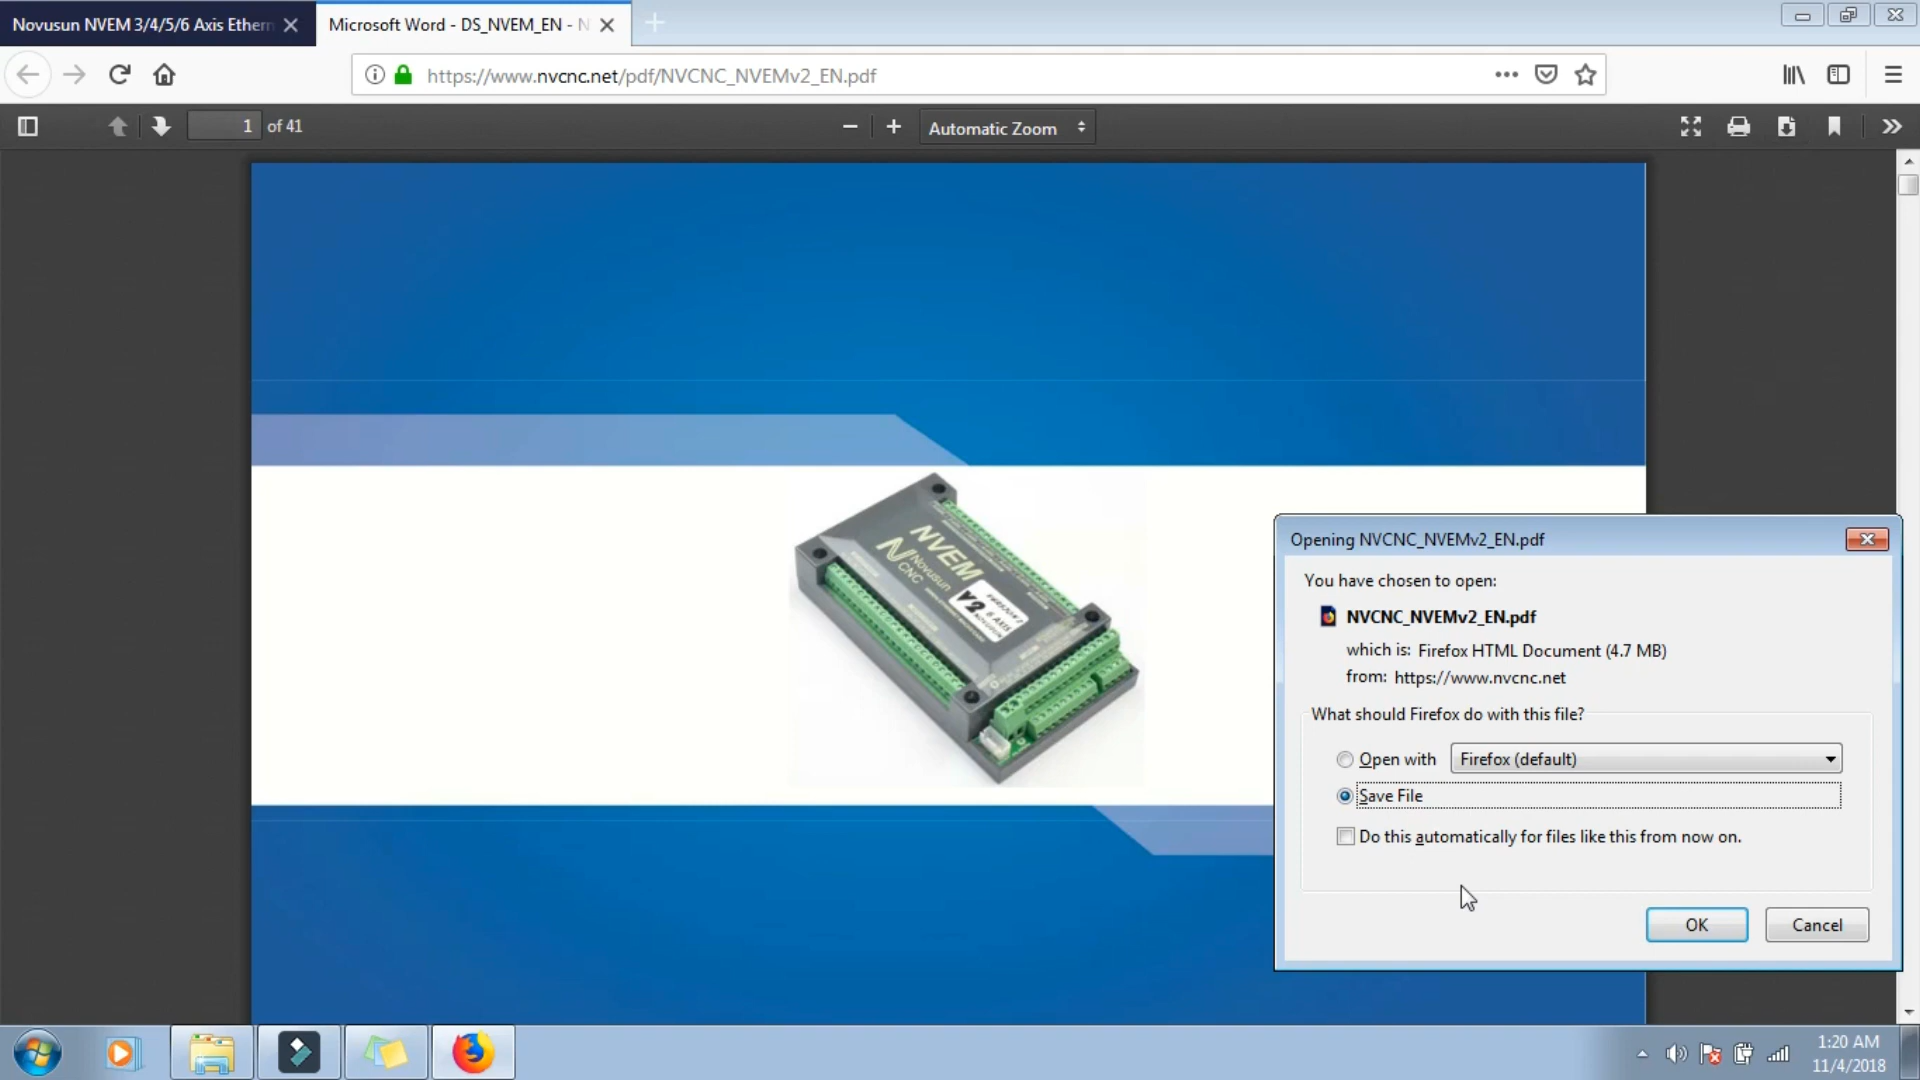 Novusun NVEM 3/4/5/6 Axis Ethern
Microsoft Word - DS_NVEM_EN - N
https://www.nvcnc.net/pdf/NVCNC_NVEMv2_EN.pdf
1 of 41
Automatic Zoom
NVEM
Novusun
CNC
V2
6 AXIS
NOVUSUN
Opening NVCNC_NVEMv2_EN.pdf
You have chosen to open:
NVCNC_NVEMv2_EN.pdf
which is: Firefox HTML Document (4.7 MB)
from: https://www.nvcnc.net
What should Firefox do with this file?
Open with Firefox (default)
Save File
Do this automatically for files like this from now on.
OK Cancel
1:20 AM
11/4/2018